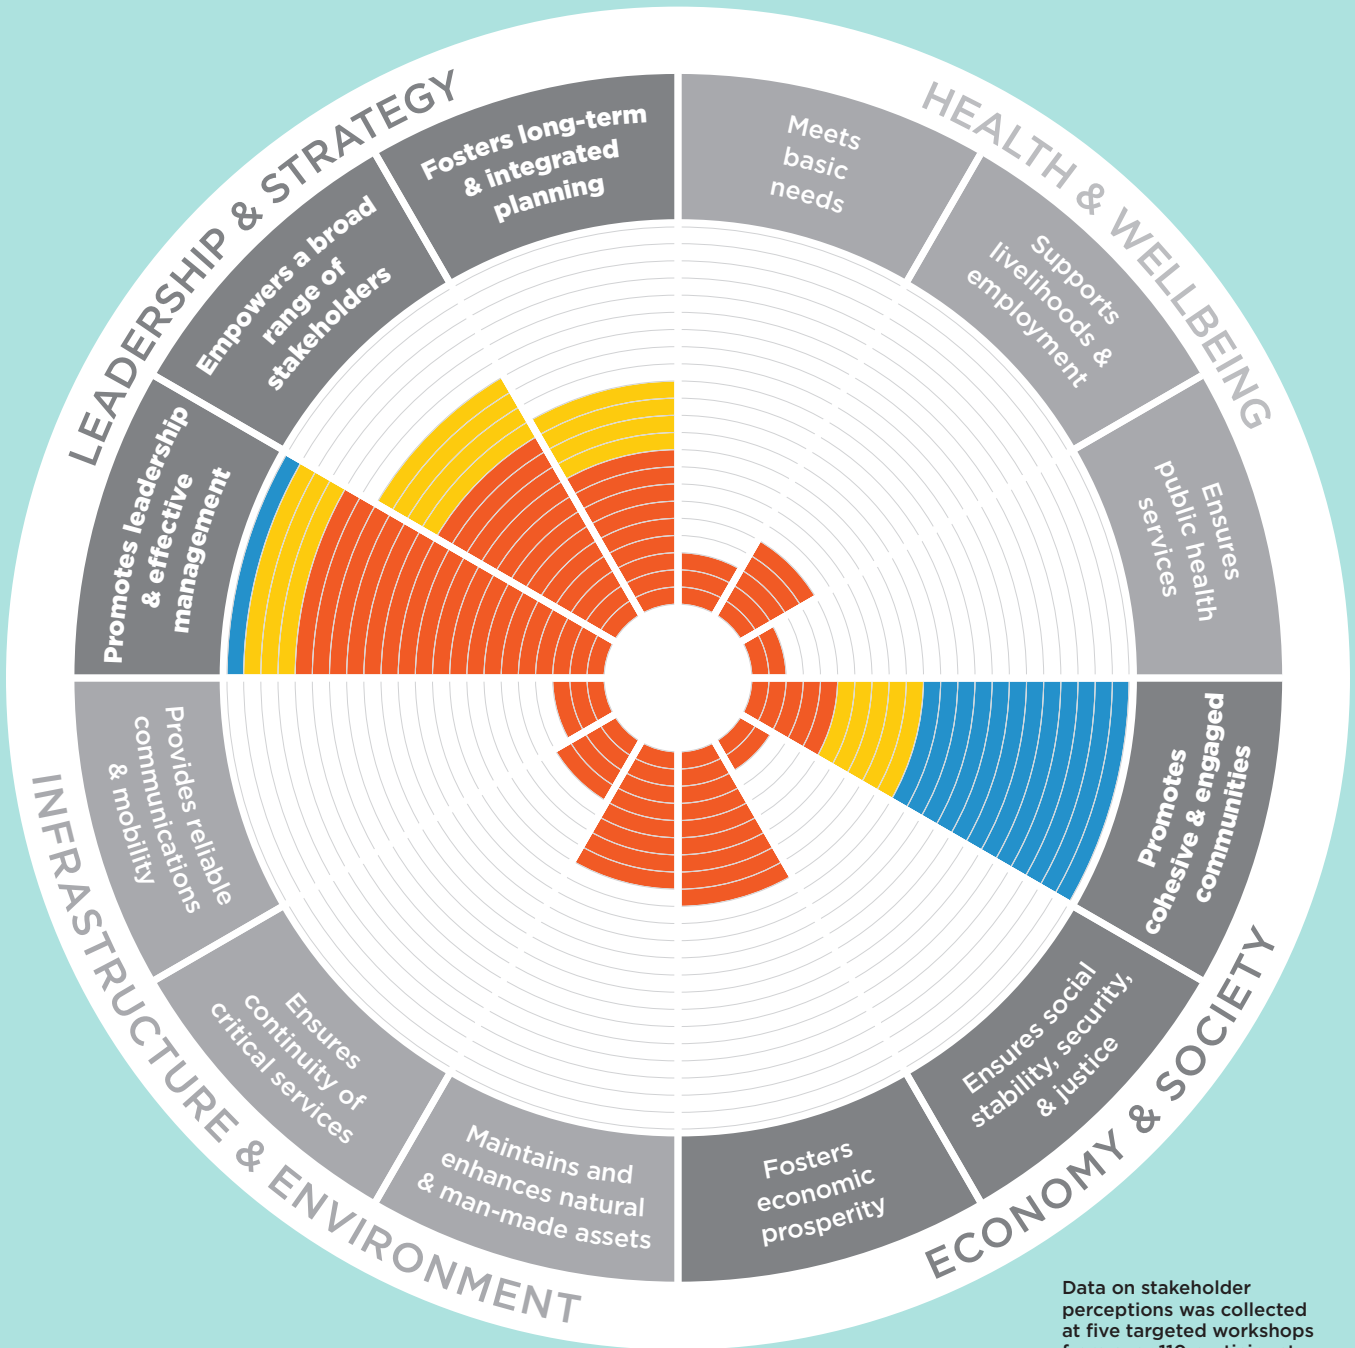 LEADERSHIP & STRATEGY
Fosters long-term
& integrated
planning
Empowers a broad
range of
stakeholders
Promotes leadership
& effective
management
HEALTH & WELLBEING
Meets
basic
needs
Supports
livelihoods &
employment
Ensures
public health
services
ECONOMY & SOCIETY
Promotes
cohesive & engaged
communities
Ensures social
stability, security,
& justice
Fosters
economic
prosperity
INFRASTRUCTURE & ENVIRONMENT
Maintains and
enhances natural
& man-made assets
Ensures
continuity of
critical services
Provides reliable
communications
& mobility
Data on stakeholder
perceptions was collected
at five targeted workshops